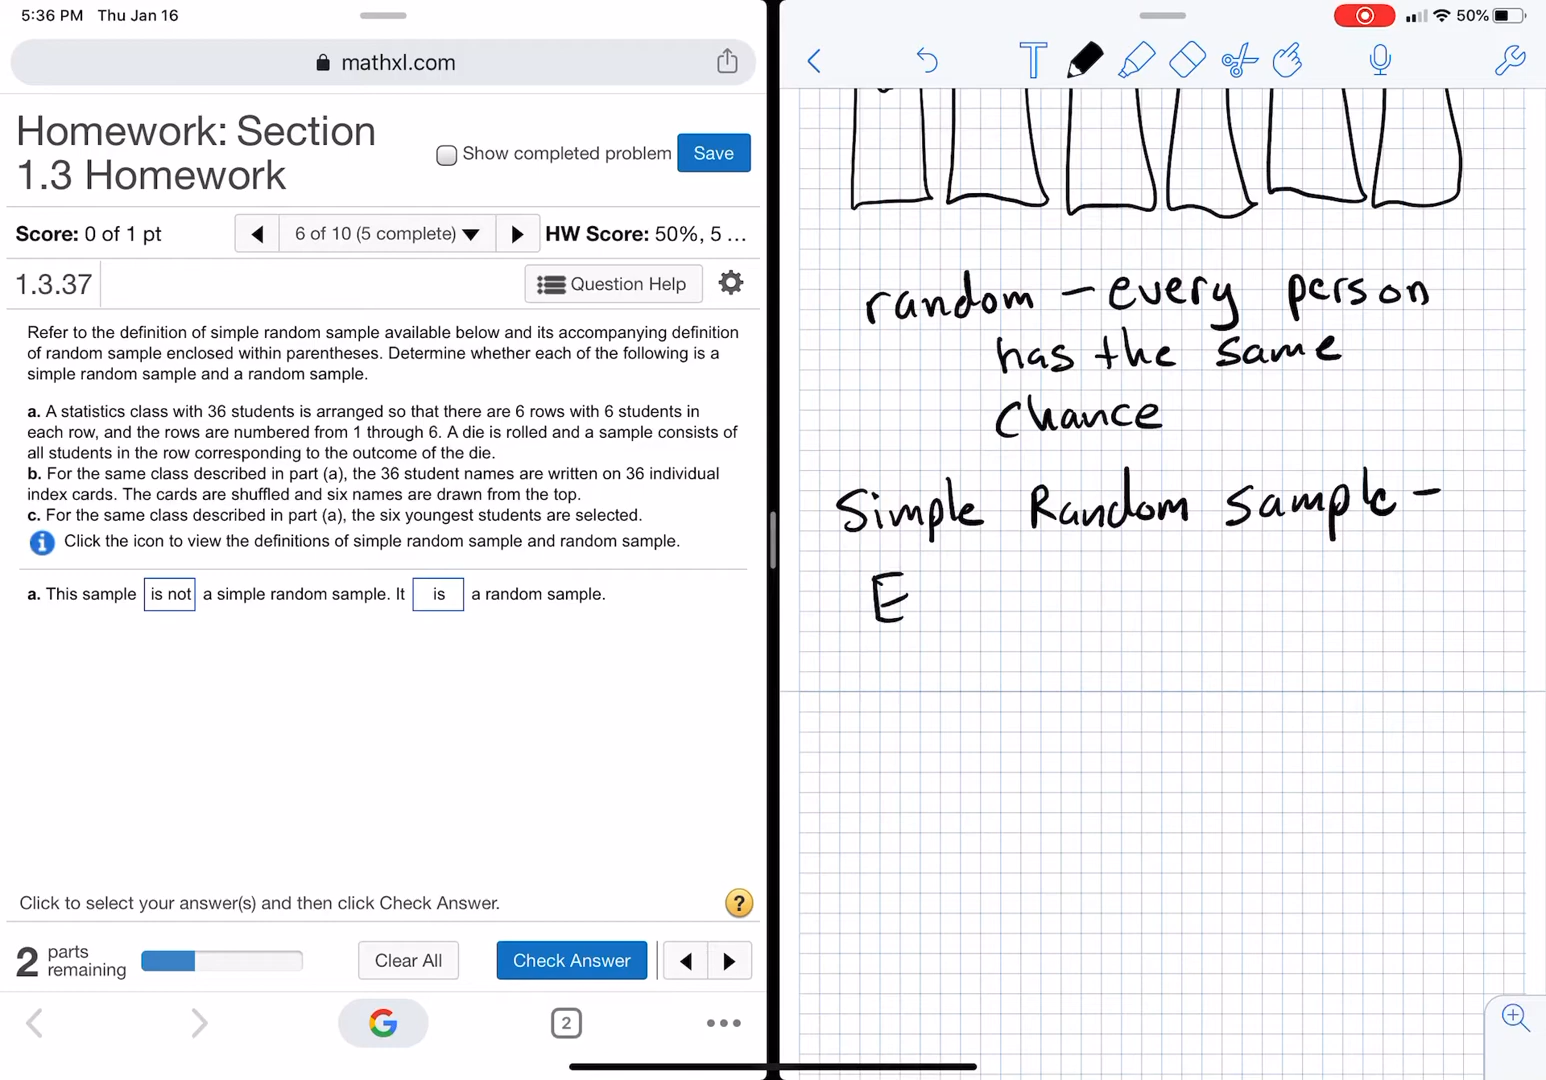 5:36 PM Thu Jan 16
mathxl.com
Homework: Section
1.3 Homework
Show completed problem
Save
Score: 0 of 1 pt
6 of 10 (5 complete)
HW Score: 50%, 5 ...
1.3.37
Question Help
Refer to the definition of simple random sample available below and its accompanying definition
of random sample enclosed within parentheses. Determine whether each of the following is a
simple random sample and a random sample.
a. A statistics class with 36 students is arranged so that there are 6 rows with 6 students in
each row, and the rows are numbered from 1 through 6. A die is rolled and a sample consists of
all students in the row corresponding to the outcome of the die.
b. For the same class described in part (a), the 36 student names are written on 36 individual
index cards. The cards are shuffled and six names are drawn from the top.
c. For the same class described in part (a), the six youngest students are selected.
Click the icon to view the definitions of simple random sample and random sample.
a. This sample is not a simple random sample. It is a random sample.
Click to select your answer(s) and then click Check Answer.
?
2 parts
remaining
Clear All
Check Answer
G
2
50%
T
random - every person
has the same
chance
Simple Random Sample -
E